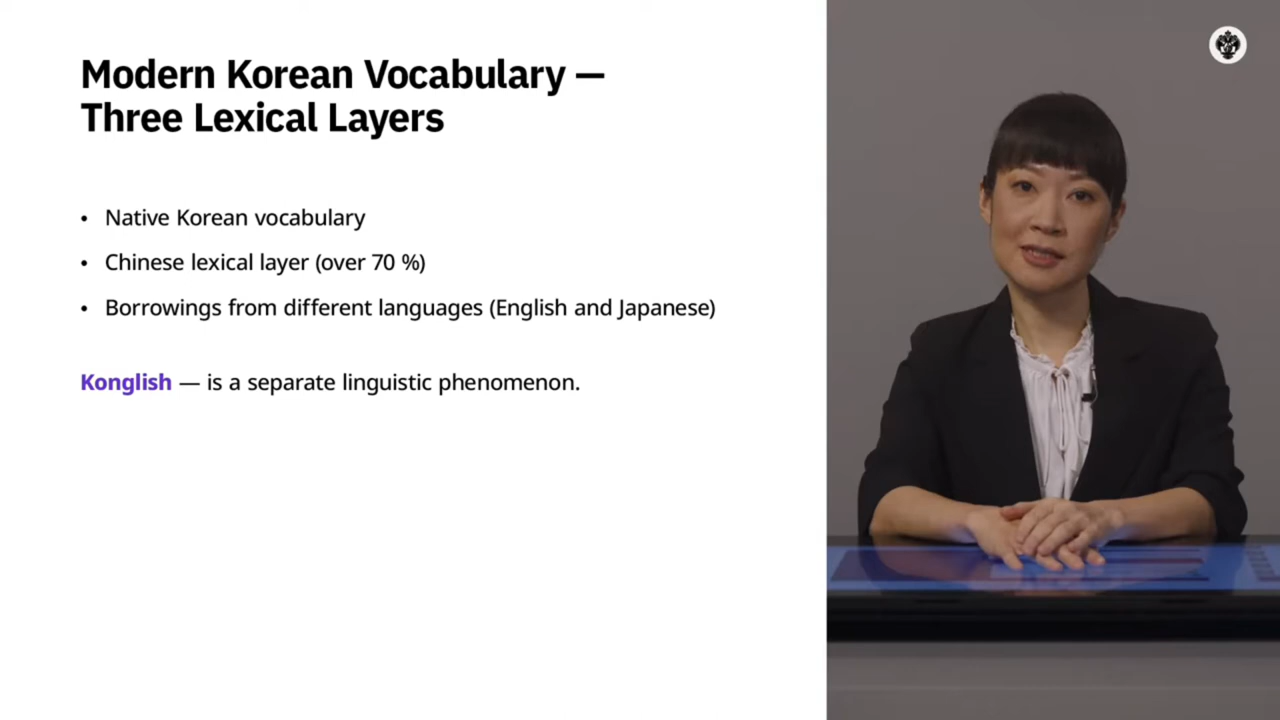 Modern Korean Vocabulary —
Three Lexical Layers
• Native Korean vocabulary
• Chinese lexical layer (over 70 %)
• Borrowings from different languages (English and Japanese)
Konglish — is a separate linguistic phenomenon.